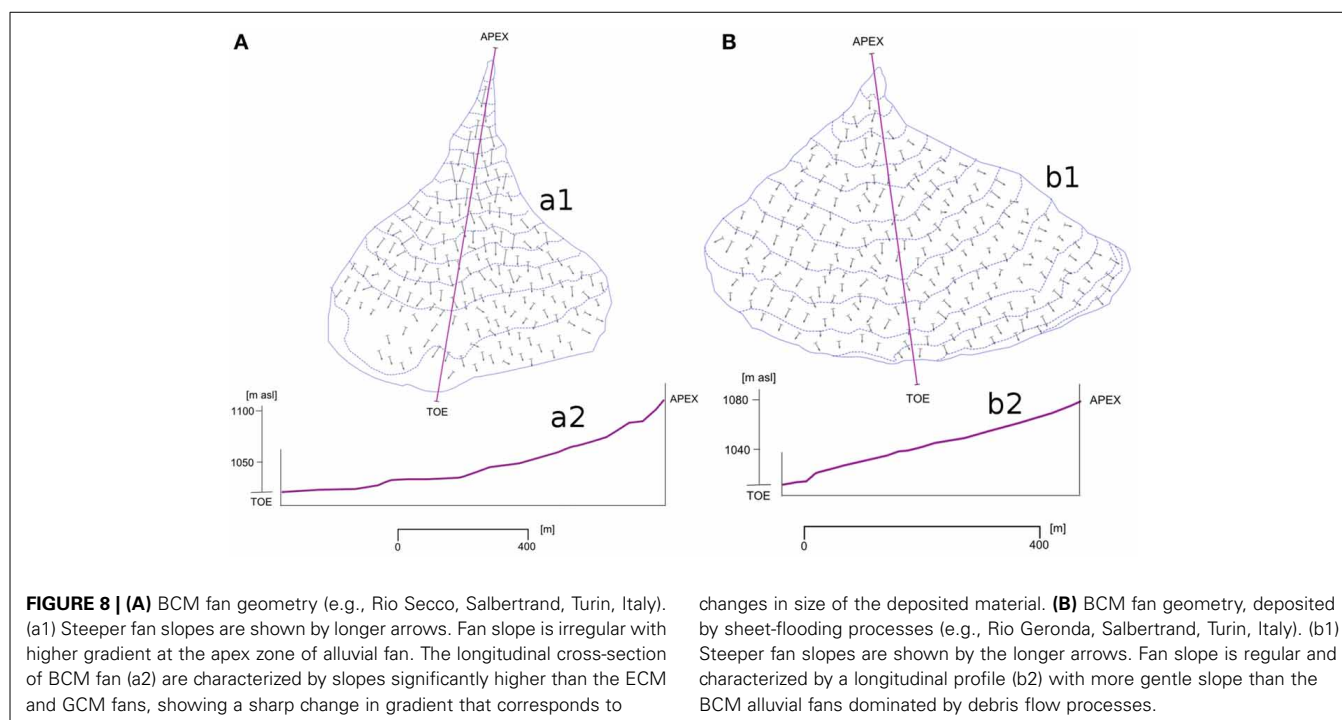 A
APEX
a1
TOE
[m asl]
1100
1050
TOE
a2
APEX
[m]
0
400
B
APEX
b1
TOE
[m asl]
1080
1040
TOE
b2
APEX
[m]
0
400
FIGURE 8 | (A) BCM fan geometry (e.g., Rio Secco, Salbertrand, Turin, Italy).
(a1) Steeper fan slopes are shown by longer arrows. Fan slope is irregular with
higher gradient at the apex zone of alluvial fan. The longitudinal cross-section
of BCM fan (a2) are characterized by slopes significantly higher than the ECM
and GCM fans, showing a sharp change in gradient that corresponds to
changes in size of the deposited material. (B) BCM fan geometry, deposited
by sheet-flooding processes (e.g., Rio Geronda, Salbertrand, Turin, Italy). (b1)
Steeper fan slopes are shown by the longer arrows. Fan slope is regular and
characterized by a longitudinal profile (b2) with more gentle slope than the
BCM alluvial fans dominated by debris flow processes.